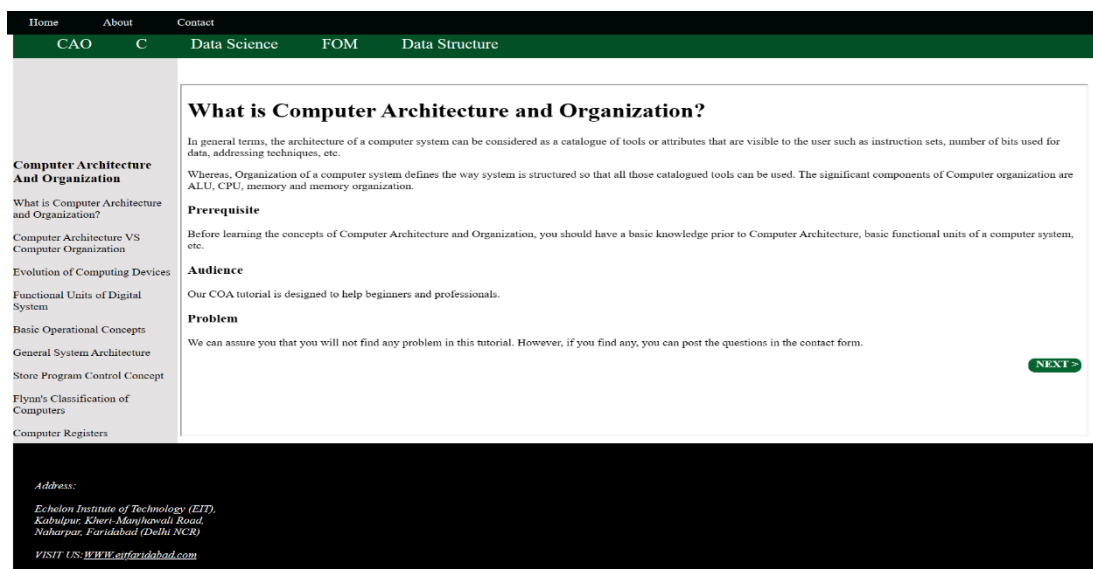 Home About Contact
CAO C Data Science FOM Data Structure
Computer Architecture
And Organization
What is Computer Architecture
and Organization?
Computer Architecture VS
Computer Organization
Evolution of Computing Devices
Functional Units of Digital
System
Basic Operational Concepts
General System Architecture
Store Program Control Concept
Flynn's Classification of
Computers
Computer Registers
What is Computer Architecture and Organization?
In general terms, the architecture of a computer system can be considered as a catalogue of tools or attributes that are visible to the user such as instruction sets, number of bits used for
data, addressing techniques, etc.
Whereas, Organization of a computer system defines the way system is structured so that all those catalogued tools can be used. The significant components of Computer organization are
ALU, CPU, memory and memory organization.
Prerequisite
Before learning the concepts of Computer Architecture and Organization, you should have a basic knowledge prior to Computer Architecture, basic functional units of a computer system,
etc.
Audience
Our COA tutorial is designed to help beginners and professionals.
Problem
We can assure you that you will not find any problem in this tutorial. However, if you find any, you can post the questions in the contact form.
NEXT >
Address:
Echelon Institute of Technology (EIT),
Kabulpur, Kheri-Manjhawali Road,
Naharpar, Faridabad (Delhi NCR)
VISIT US:WWW.eitfaridabad.com